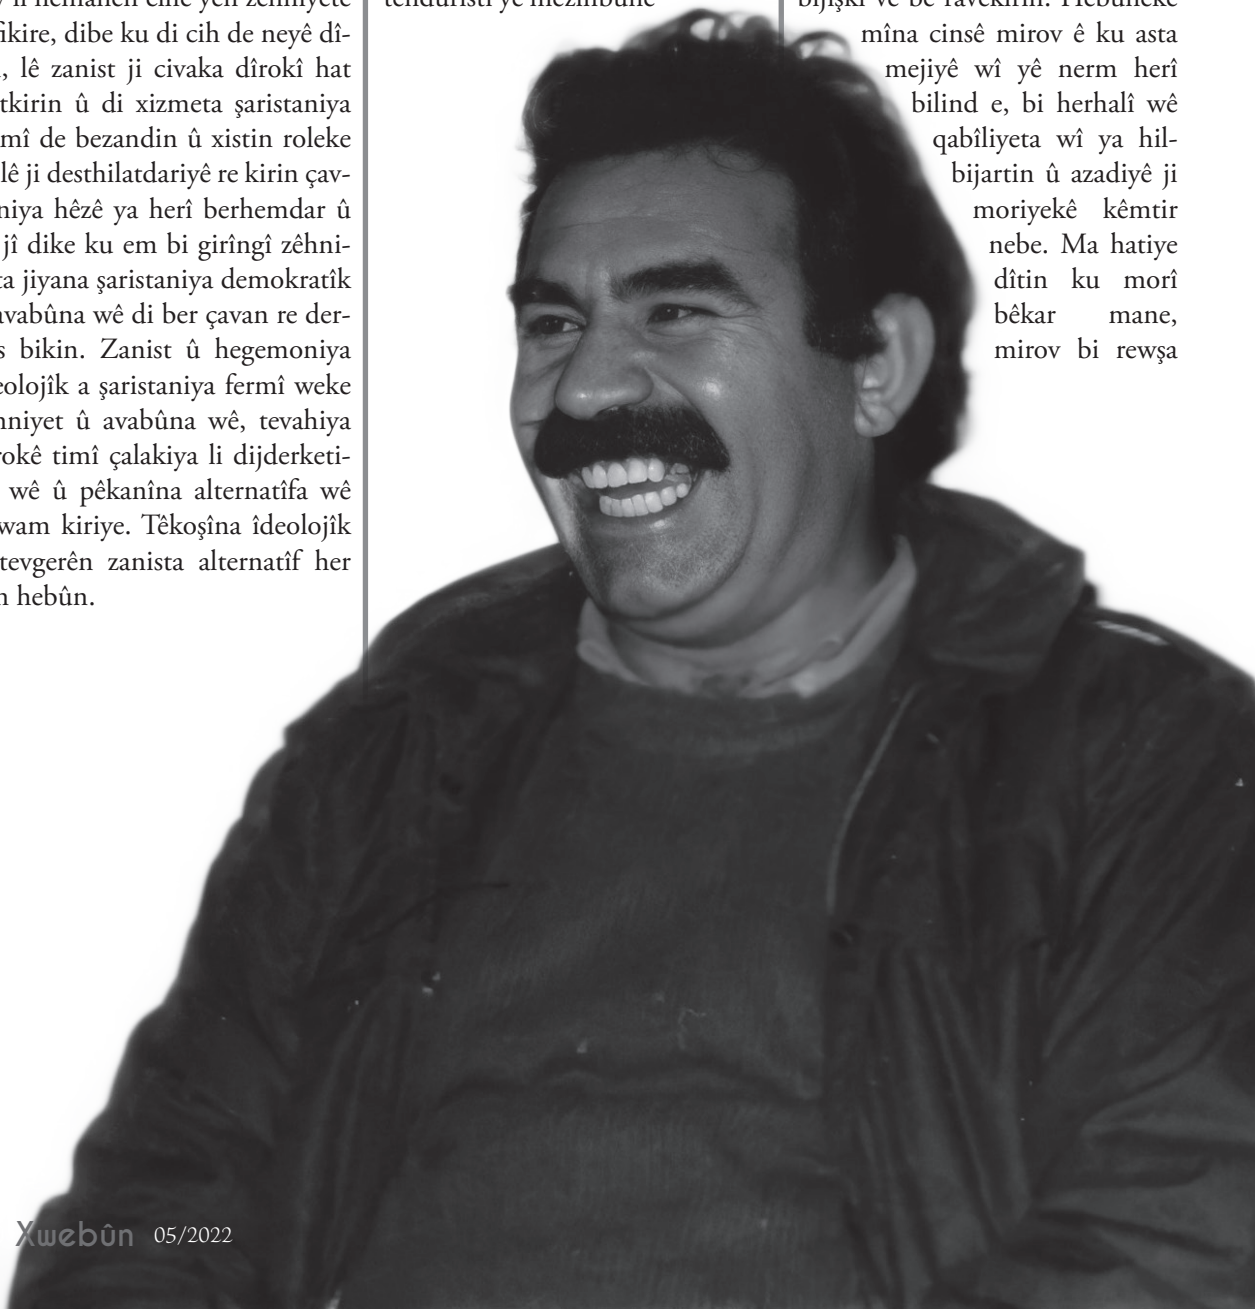 fikire, dibe ku di cih de neyê dî-
, lê zanist ji civaka dîrokî hat
tkirin û di xizmeta şaristaniya
mî de bezandin û xistin roleke
lê ji desthilatdariyê re kirin çav-
niya hêzê ya herî berhemdar û
jî dike ku em bi girîngî zêhni-
ta jiyana şaristaniya demokratîk
avabûna wê di ber çavan re der-
s bikin. Zanist û hegemoniya
eolojîk a şaristaniya fermî weke
hniyet û avabûna wê, tevahiya
rokê timî çalakiya li dijderketi-
wê û pêkanîna alternatîfa wê
wam kiriye. Têkoşîna îdeolojîk
tevgerên zanista alternatîf her
n hebûn.
mîna cinsê mirov ê ku asta
mejiyê wî yê nerm herî
bilind e, bi herhalî wê
qabîliyeta wî ya hil-
bijartin û azadiyê ji
moriyekê kêmtir
nebe. Ma hatiye
dîtin ku morî
bêkar mane,
mirov bi rewşa
Xwebûn 05/2022